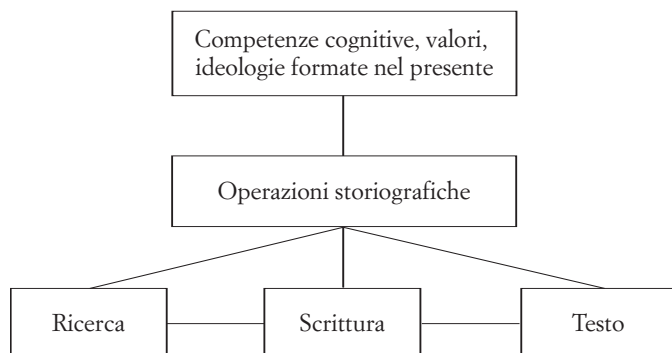 Competenze cognitive, valori,
ideologie formate nel presente
Operazioni storiografiche
Ricerca
Scrittura
Testo